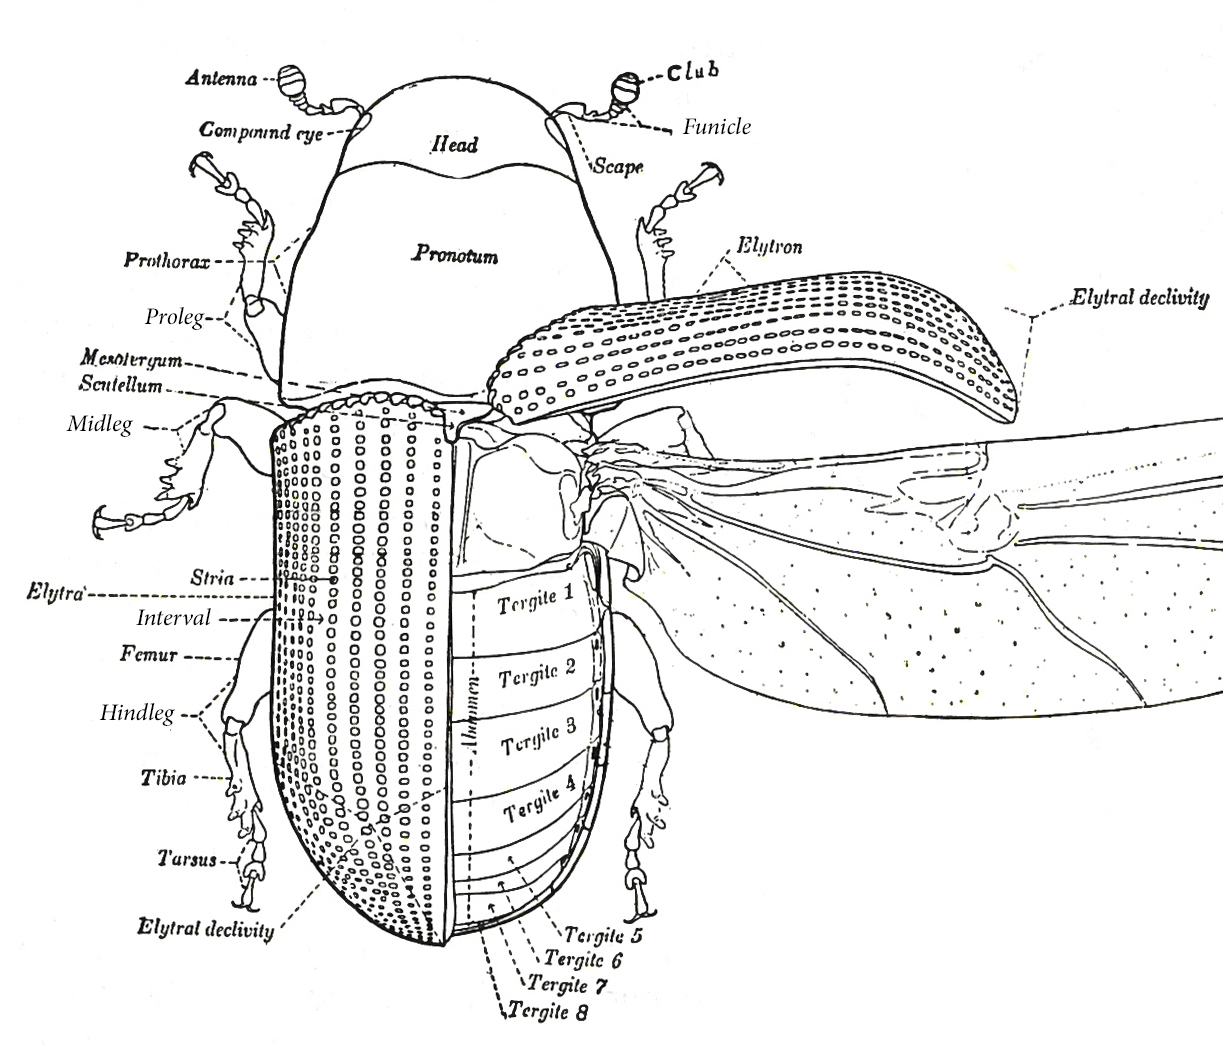 Antenna
Club
Compound eye
Funicle
Head
Scape
Elytron
Pronotum
Prothorax
Elytral declivity
Proleg
Mesotergum
Scutellum
Midleg
Stria
Elytra
Tergite 1
Interval
Femur
Tergite 2
Abdomen
Hindleg
Tergite 3
Tibia
Tergite 4
Tarsus
Elytral declivity
Tergite 5
Tergite 6
Tergite 7
Tergite 8